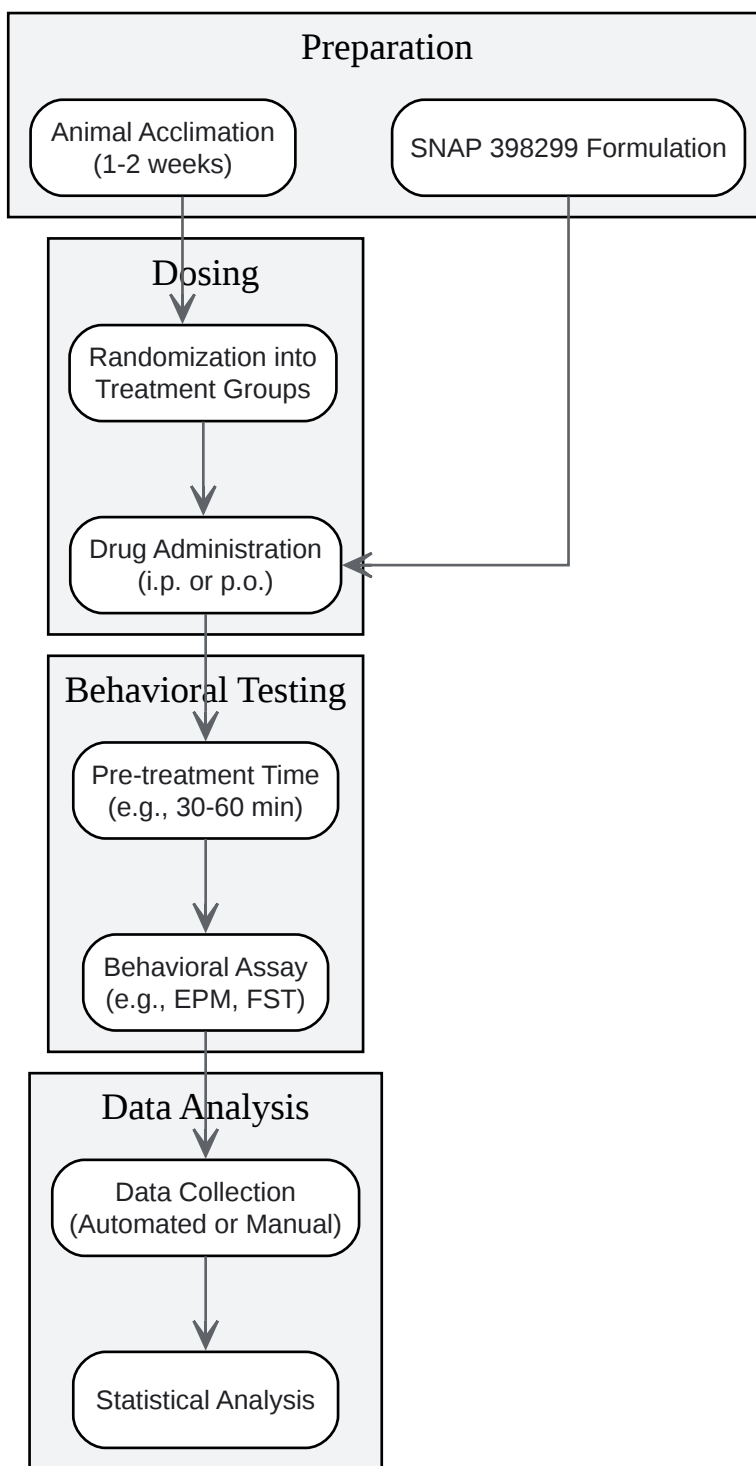 Preparation
Animal Acclimation
(1-2 weeks)
SNAP 398299 Formulation
Dosing
Randomization into
Treatment Groups
Drug Administration
(i.p. or p.o.)
Behavioral Testing
Pre-treatment Time
(e.g., 30-60 min)
Behavioral Assay
(e.g., EPM, FST)
Data Analysis
Data Collection
(Automated or Manual)
Statistical Analysis